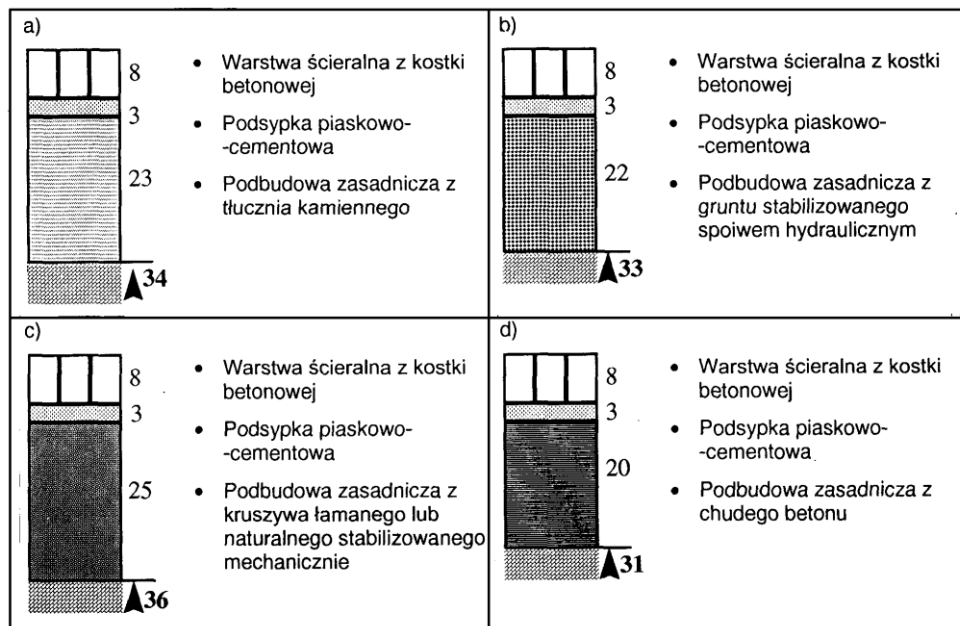 a)
8
3
23
34
• Warstwa ścieralna z kostki
betonowej
• Podsypka piaskowo-
-cementowa
• Podbudowa zasadnicza z
tłucznia kamiennego
b)
8
3
22
33
• Warstwa ścieralna z kostki
betonowej
• Podsypka piaskowo-
-cementowa
• Podbudowa zasadnicza z
gruntu stabilizowanego
spoiwem hydraulicznym
c)
8
3
25
36
• Warstwa ścieralna z kostki
betonowej
• Podsypka piaskowo-
-cementowa
• Podbudowa zasadnicza z
kruszywa łamanego lub
naturalnego stabilizowanego
mechanicznie
d)
8
3
20
31
• Warstwa ścieralna z kostki
betonowej
• Podsypka piaskowo-
-cementowa
• Podbudowa zasadnicza z
chudego betonu